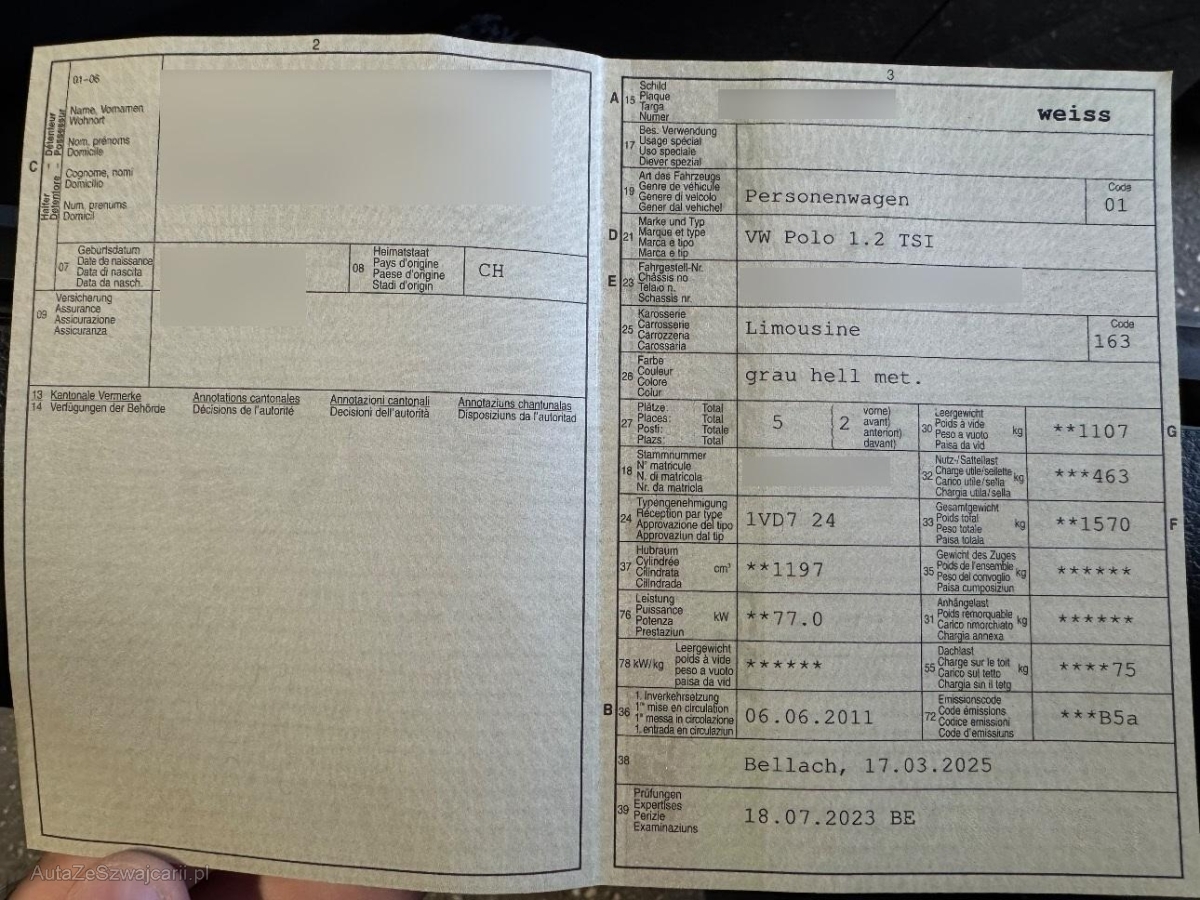 2
01-06
C
Halter - Détenteur
Detentore - Possessur
Name, Vornamen
Wohnort
Nom, prénoms
Domicile
Cognome, nomi
Domicilio
Num, prenums
Domicil
07
Geburtsdatum
Date de naissance
Data di nascita
Data da nasch.
08
Heimatstaat
Pays d'origine
Paese d'origine
Stadi d'origin
CH
09
Versicherung
Assurance
Assicurazione
Assicuranza
13 Kantonale Vermerke
14 Verfügungen der Behörde
Annotations cantonales
Décisions de l'autorité
Annotazioni cantonali
Decisioni dell'autorità
Annotaziuns chantunalas
Disposiziuns da l'autoritad
3
A
15
Schild
Plaque
Targa
Numer
weiss
17
Bes. Verwendung
Usage spécial
Uso speciale
Diever spezial
19
Art des Fahrzeugs
Genre de véhicule
Genere di veicolo
Gener dal vehichel
Personenwagen
Code
01
D
21
Marke und Typ
Marque et type
Marca e tipo
Marca e tip
VW Polo 1.2 TSI
E
23
Fahrgestell-Nr.
Châssis no
Telaio n.
Schassis nr.
25
Karosserie
Carrosserie
Carrozzeria
Carossaria
Limousine
Code
163
26
Farbe
Couleur
Colore
Colur
grau hell met.
27
Plätze: Total
Places: Total
Posti: Totale
Plazs: Total
5
(2
vorne)
avant)
anteriori)
davant)
30
Leergewicht
Poids à vide
Peso a vuoto
Paisa da vid
kg
**1107
G
18
Stammnummer
N° matricule
N. di matricola
Nr. da matricla
32
Nutz-/Sattellast
Charge utile/sellette
Carico utile/sella
Chargia utila/sella
kg
***463
24
Typengenehmigung
Réception par type
Approvazione del tipo
Approvaziun dal tip
1VD7 24
33
Gesamtgewicht
Poids total
Peso totale
Paisa totala
kg
**1570
F
37
Hubraum
Cylindrée
Cilindrata
Cilindrada
cm³
**1197
35
Gewicht des Zuges
Poids de l'ensemble
Peso del convoglio
Paisa cumposiziun
kg
******
76
Leistung
Puissance
Potenza
Prestaziun
kW
**77.0
31
Anhängelast
Poids remorquable
Carico rimorchiato
Chargia annexa
kg
******
78 kW/kg
Leergewicht
poids à vide
peso a vuoto
paisa da vid
******
55
Dachlast
Charge sur le toit
Carico sul tetto
Chargia sin il tetg
kg
****75
B
36
1. Inverkehrsetzung
1re mise en circulation
1a messa in circolazione
1. entrada en circulaziun
06.06.2011
72
Emissionscode
Code émissions
Codice emissioni
Code d'emissiuns
***B5a
38
Bellach, 17.03.2025
39
Prüfungen
Expertises
Perizie
Examinaziuns
18.07.2023 BE
AutaZeSzwajcarii.pl